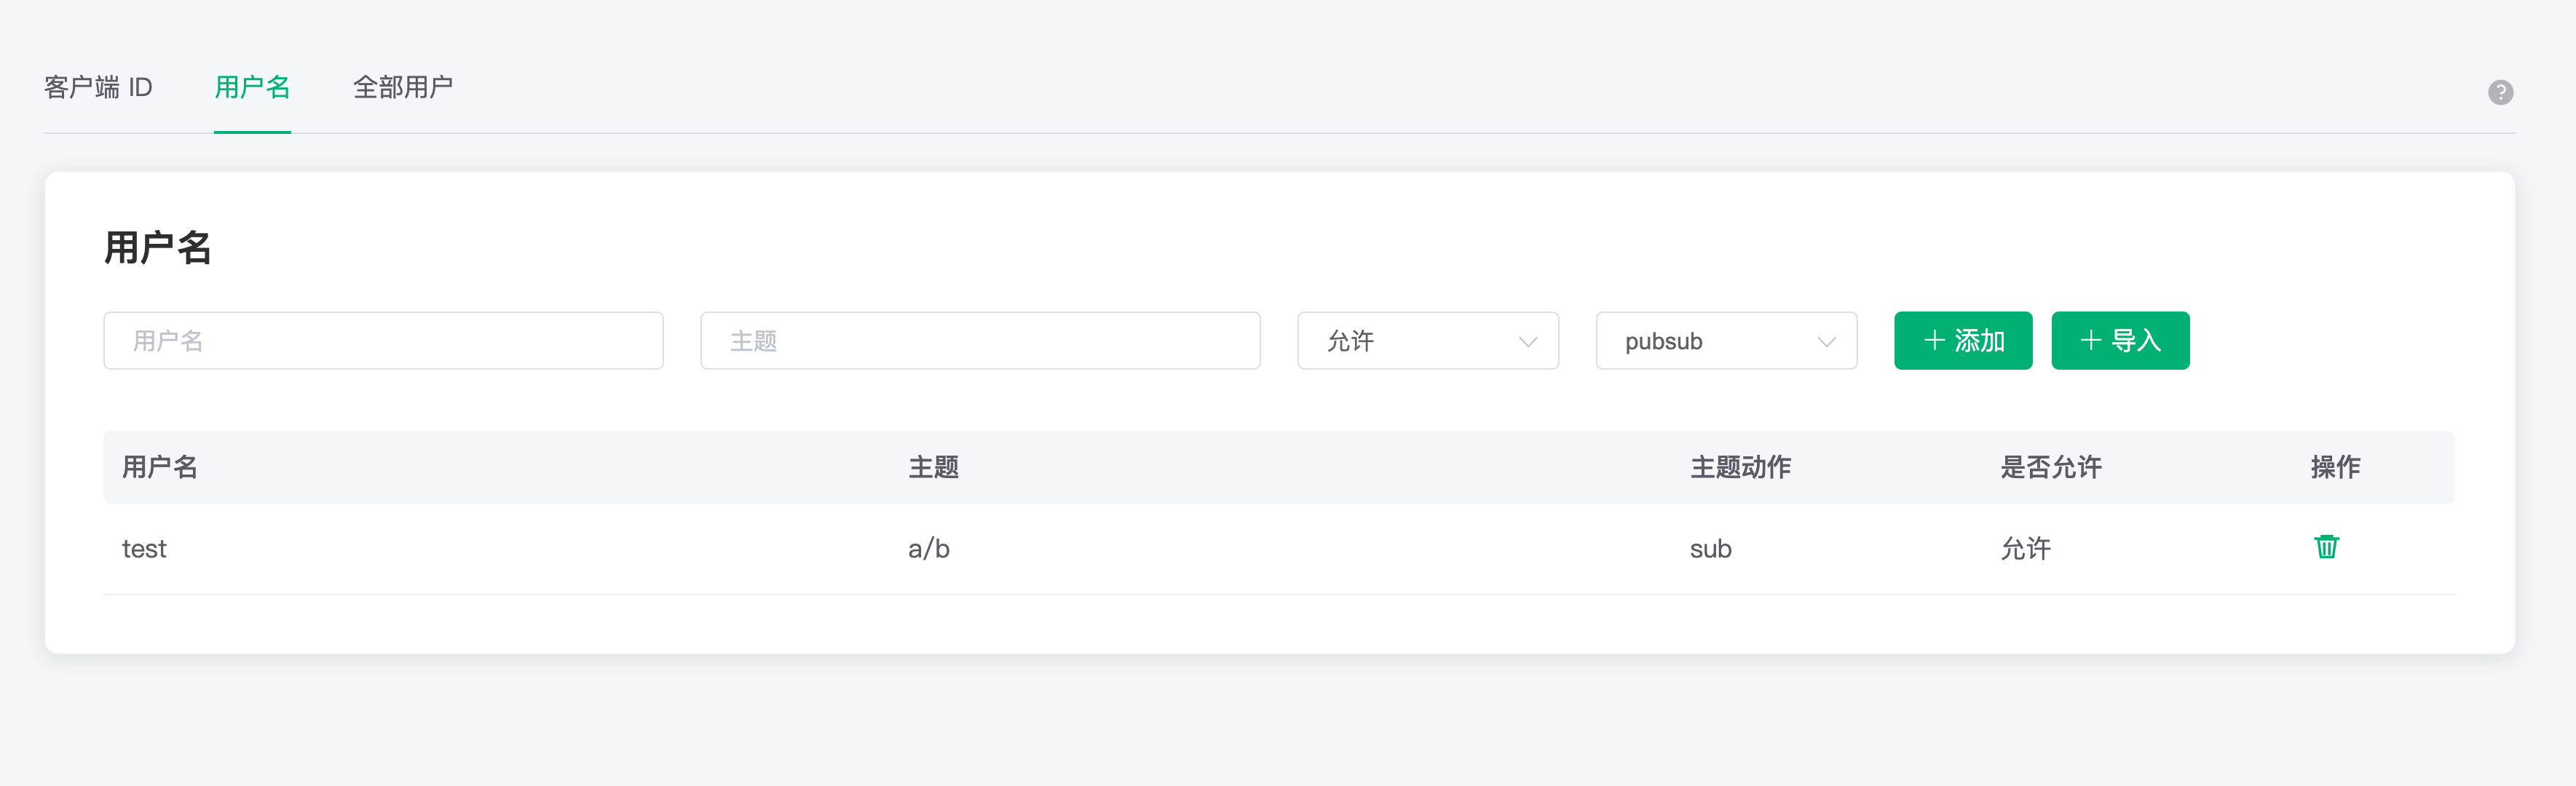 客户端 ID 用户名 全部用户 ?
用户名
用户名 主题 允许 pubsub + 添加 + 导入
用户名 主题 主题动作 是否允许 操作
test a/b sub 允许